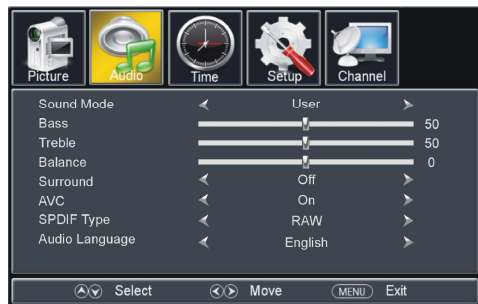 Picture Audio Time Setup Channel
Sound Mode User
Bass 50
Treble 50
Balance 0
Surround Off
AVC On
SPDIF Type RAW
Audio Language English
Select Move MENU Exit